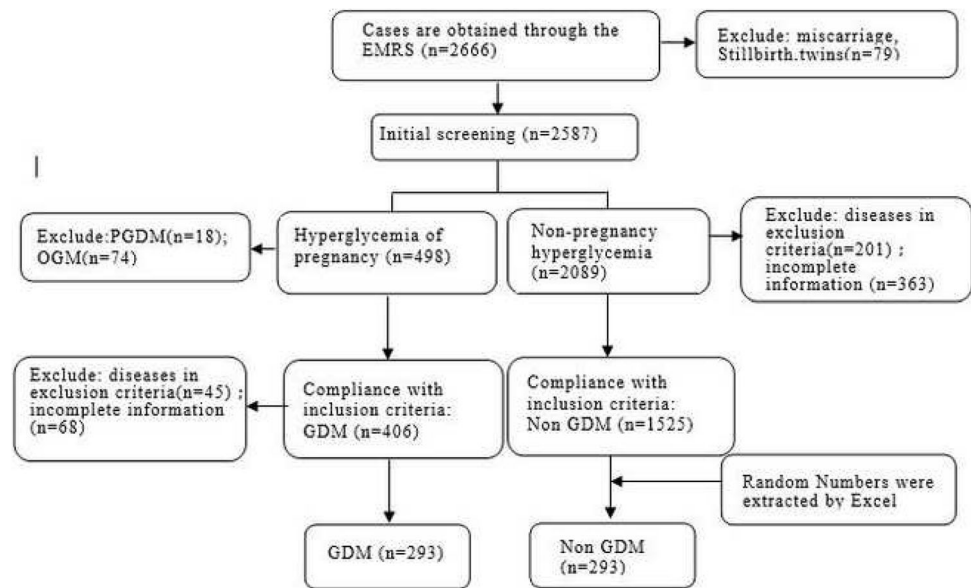 Cases are obtained through the
EMRS (n=2666)
Exclude: miscarriage,
Stillbirth,twins(n=79)
Initial screening (n=2587)
Exclude:PGDM(n=18);
OGM(n=74)
Hyperglycemia of
pregnancy (n=498)
Non-pregnancy
hyperglycemia
(n=2089)
Exclude: diseases in
exclusion
criteria(n=201) ;
incomplete
information (n=363)
Exclude: diseases in
exclusion criteria(n=45) ;
incomplete information
(n=68)
Compliance with
inclusion criteria:
GDM (n=406)
Compliance with
inclusion criteria:
Non GDM (n=1525)
Random Numbers were
extracted by Excel
GDM (n=293)
Non GDM
(n=293)